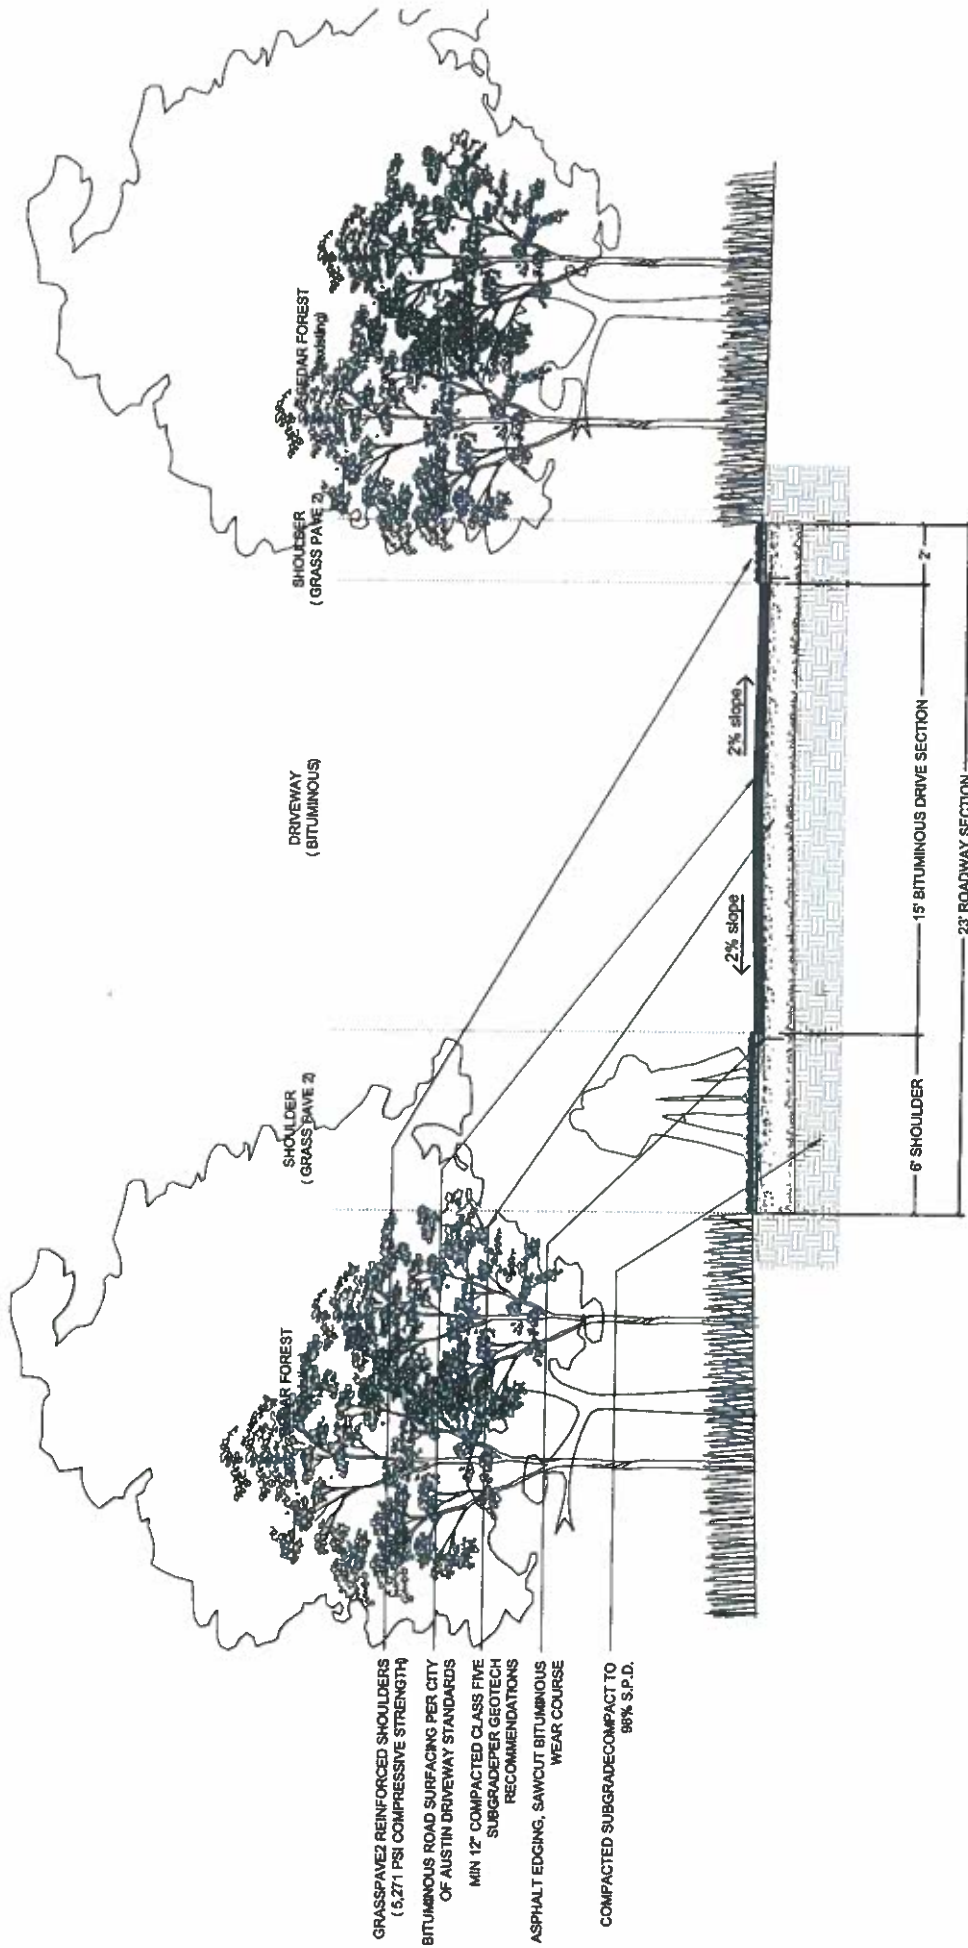 CEDAR FOREST
(existing)
SHOULDER
(GRASS PAVE 2)
DRIVEWAY
(BITUMINOUS)
SHOULDER
(GRASS PAVE 2)
FOREST
GRASSPAVE2 REINFORCED SHOULDERS
(5,271 PSI COMPRESSIVE STRENGTH)
BITUMINOUS ROAD SURFACING PER CITY
OF AUSTIN DRIVEWAY STANDARDS
MIN 12" COMPACTED CLASS FIVE
SUBGRADEPER GEOTECH
RECOMMENDATIONS
ASPHALT EDGING, SAWCUT BITUMINOUS
WEAR COURSE
COMPACTED SUBGRADECOMPACT TO
98% S.P.D.
2% slope
2% slope
6' SHOULDER
15' BITUMINOUS DRIVE SECTION
2'
23' ROADWAY SECTION